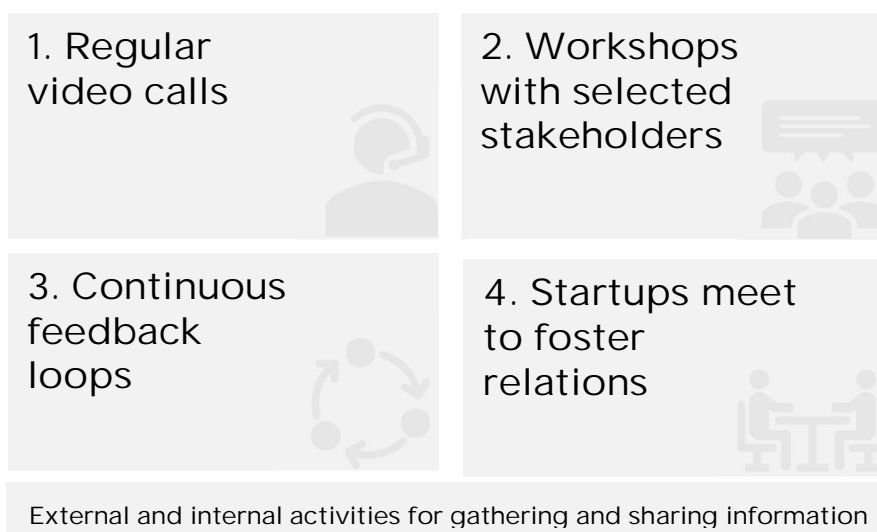 1. Regular
video calls
2. Workshops
with selected
stakeholders
3. Continuous
feedback
loops
4. Startups meet
to foster
relations
External and internal activities for gathering and sharing information